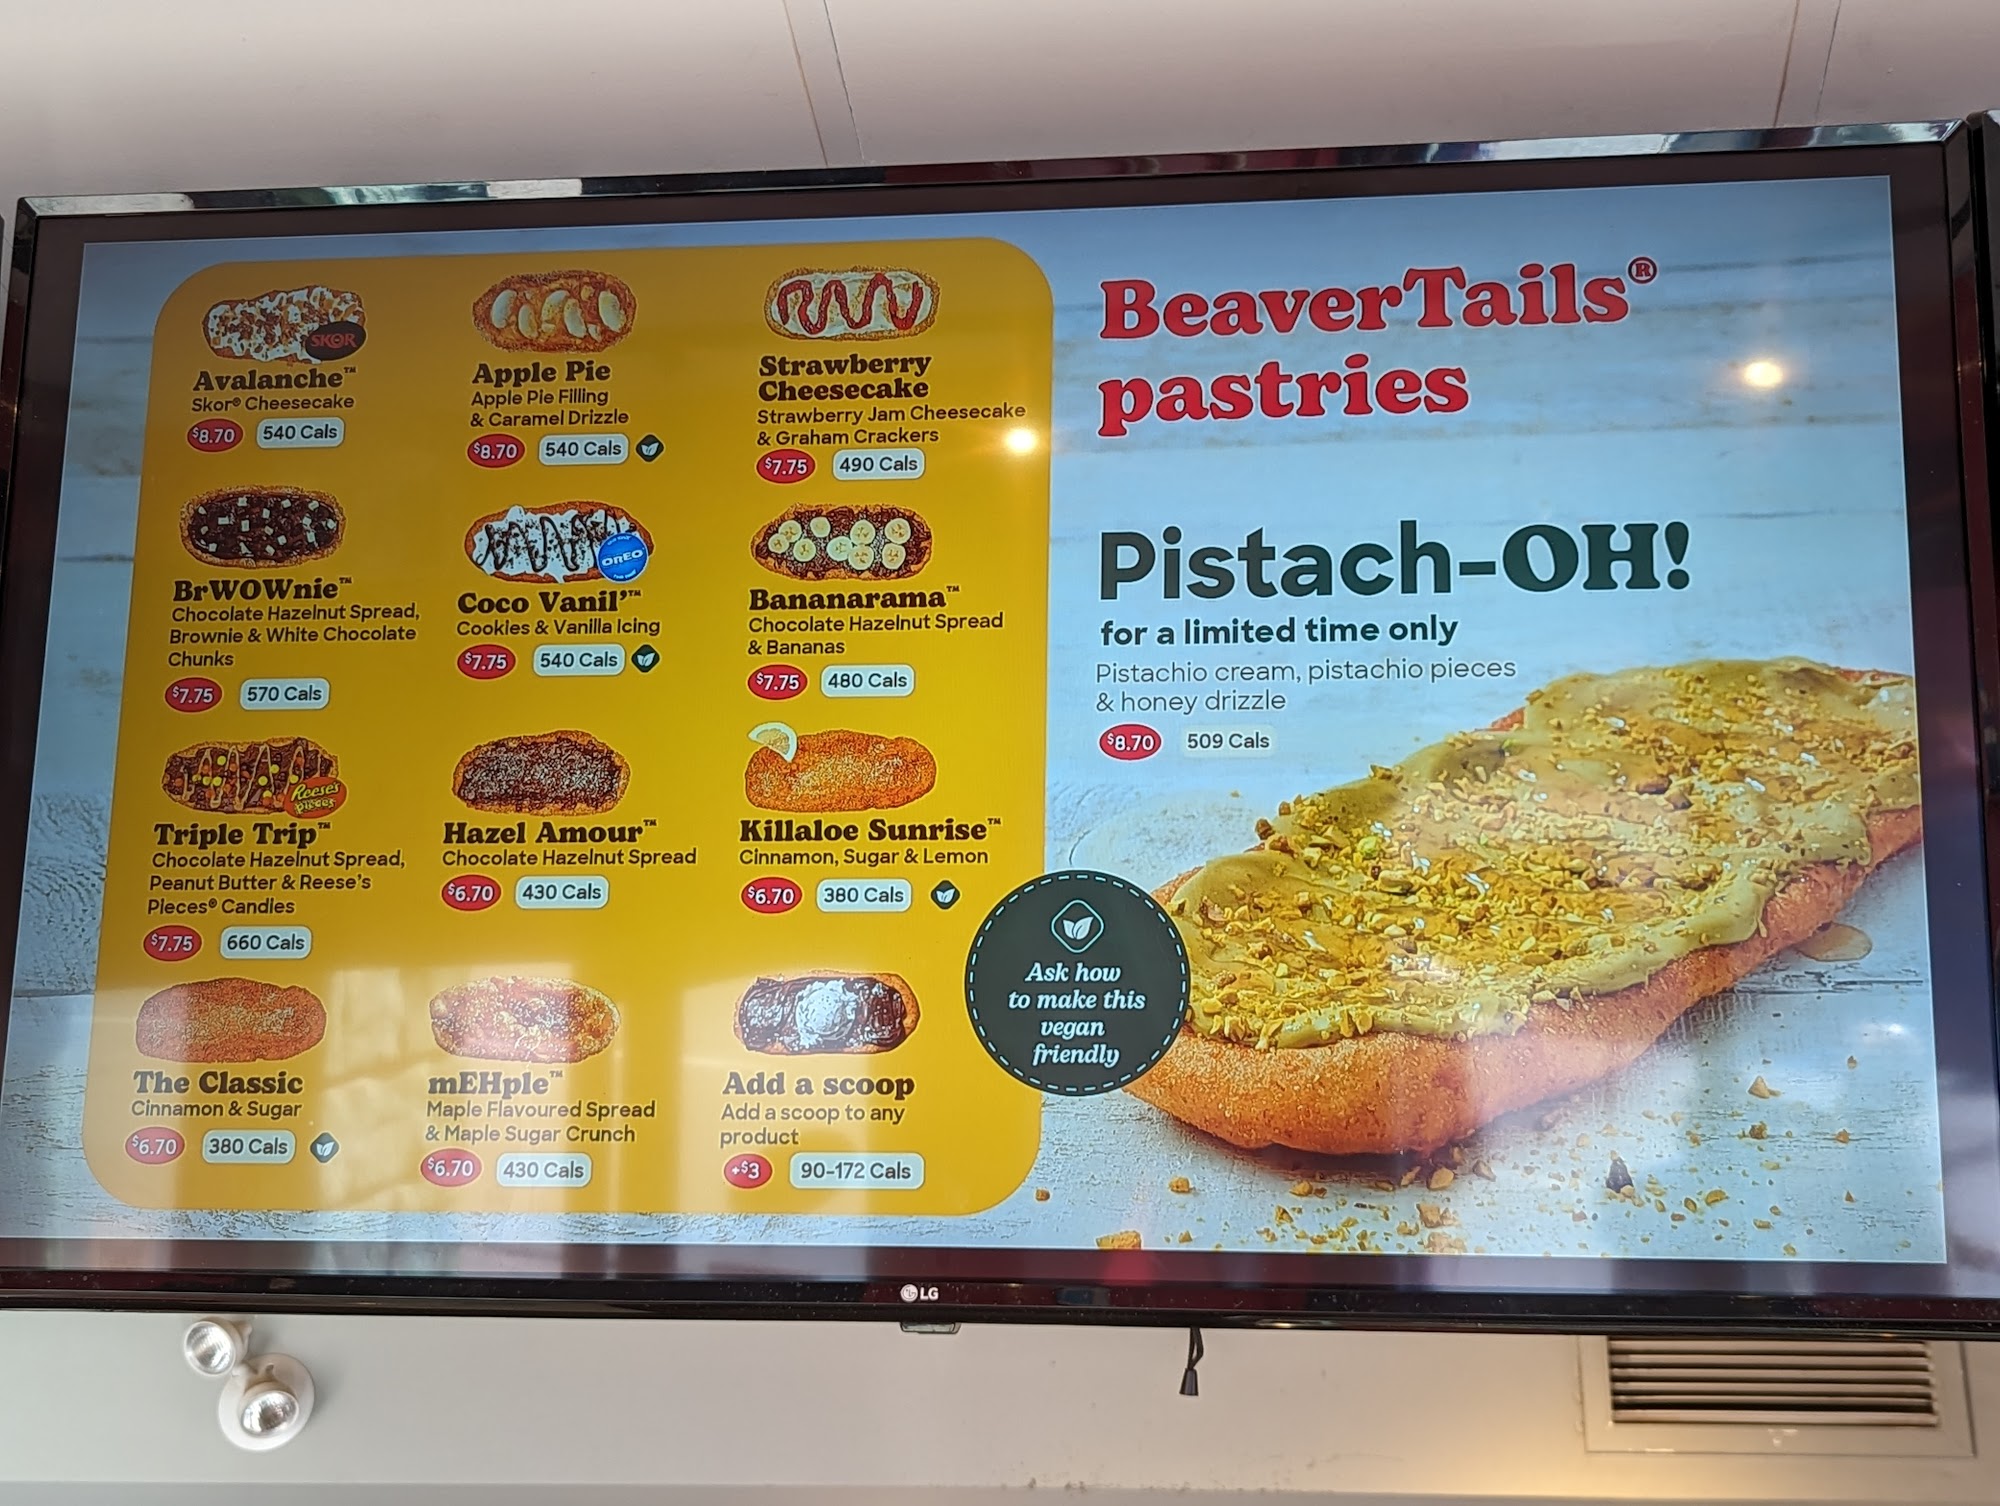 SKOR
Avalanche™
Skor® Cheesecake
$8.70 540 Cals
Apple Pie
Apple Pie Filling
& Caramel Drizzle
$8.70 540 Cals
Strawberry
Cheesecake
Strawberry Jam Cheesecake
& Graham Crackers
$7.75 490 Cals
BrWOWnie™
Chocolate Hazelnut Spread,
Brownie & White Chocolate
Chunks
$7.75 570 Cals
OREO
Coco Vanil'™
Cookies & Vanilla Icing
$7.75 540 Cals
Bananarama™
Chocolate Hazelnut Spread
& Bananas
$7.75 480 Cals
Reese's
pieces
Triple Trip™
Chocolate Hazelnut Spread,
Peanut Butter & Reese's
Pieces® Candies
$7.75 660 Cals
Hazel Amour™
Chocolate Hazelnut Spread
$6.70 430 Cals
Killaloe Sunrise™
Cinnamon, Sugar & Lemon
$6.70 380 Cals
The Classic
Cinnamon & Sugar
$6.70 380 Cals
mEHple™
Maple Flavoured Spread
& Maple Sugar Crunch
$6.70 430 Cals
Add a scoop
Add a scoop to any
product
+$3 90-172 Cals
BeaverTails®
pastries
Pistach-OH!
for a limited time only
Pistachio cream, pistachio pieces
& honey drizzle
$8.70 509 Cals
Ask how
to make this
vegan
friendly
LG